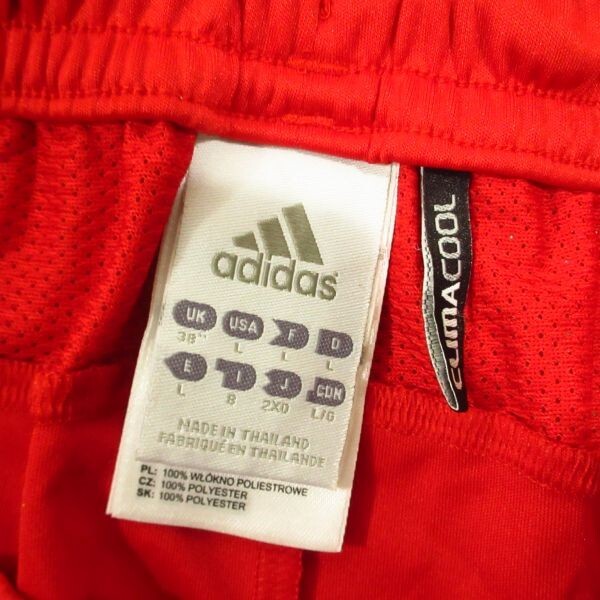 adidas
UK USA F D
38" L L L
E I J CDN
L 8 2XO L/G
MADE IN THAILAND
FABRIQUÉ EN THAILANDE
PL: 100% WŁÓKNO POLIESTROWE
CZ: 100% POLYESTER
SK: 100% POLYESTER
CLIMACOOL